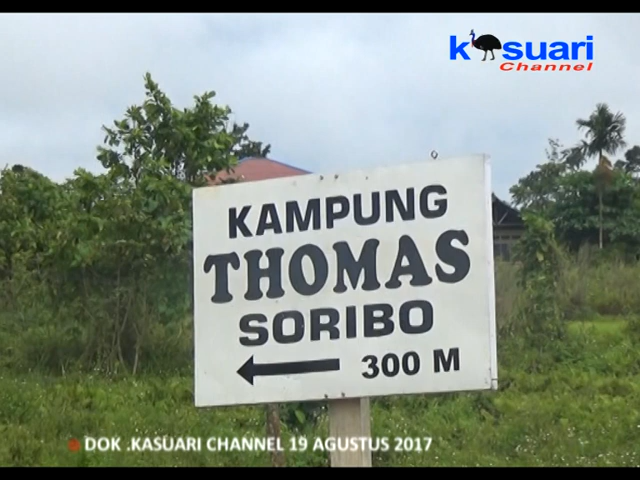 kasuari
Channel
KAMPUNG
THOMAS
SORIBO
300 M
DOK .KASUARI CHANNEL 19 AGUSTUS 2017